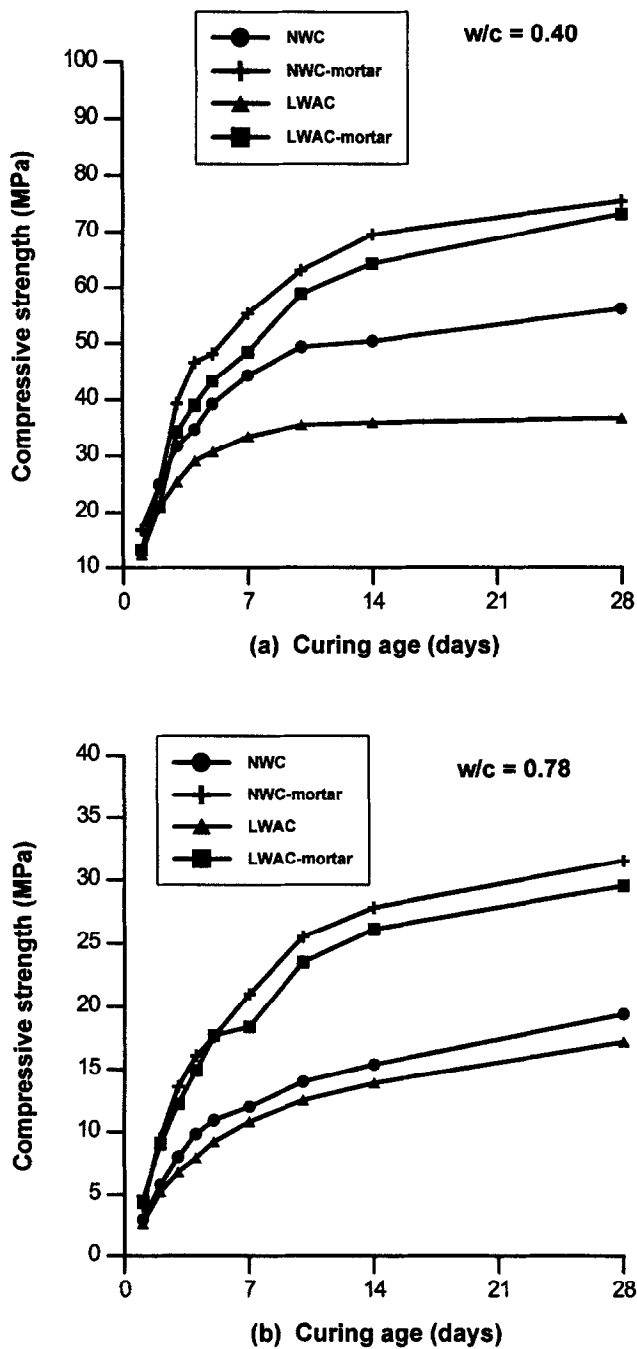 NWC
NWC-mortar
LWAC
LWAC-mortar
w/c = 0.40
Compressive strength (MPa)
100
90
80
70
60
50
40
30
20
10
0
7
14
21
28
(a) Curing age (days)
NWC
NWC-mortar
LWAC
LWAC-mortar
w/c = 0.78
Compressive strength (MPa)
40
35
30
25
20
15
10
5
0
0
7
14
21
28
(b) Curing age (days)